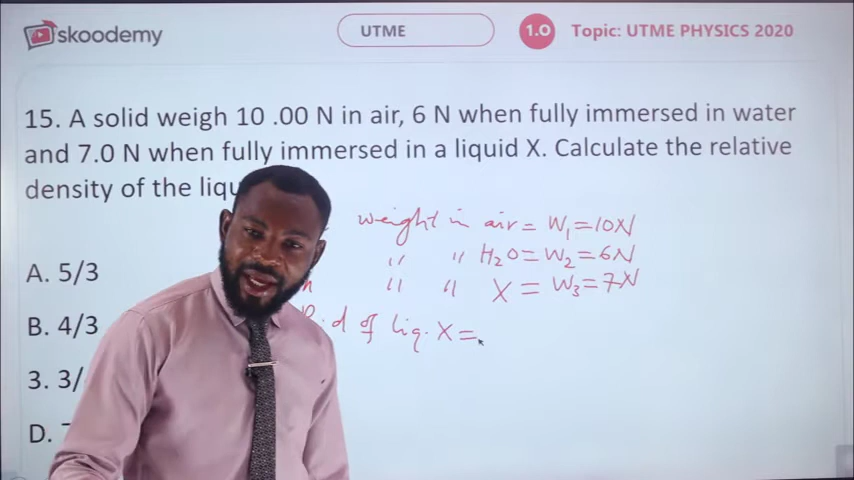 skoodemy
UTME
1.0 Topic: UTME PHYSICS 2020
15. A solid weigh 10 .00 N in air, 6 N when fully immersed in water
and 7.0 N when fully immersed in a liquid X. Calculate the relative
density of the
weight in air = W₁ = 10N
" " H₂O = W₂ = 6N
" " X = W₃ = 7N
A. 5/3
d of liq. X =
B. 4/3
3. 3/
D.